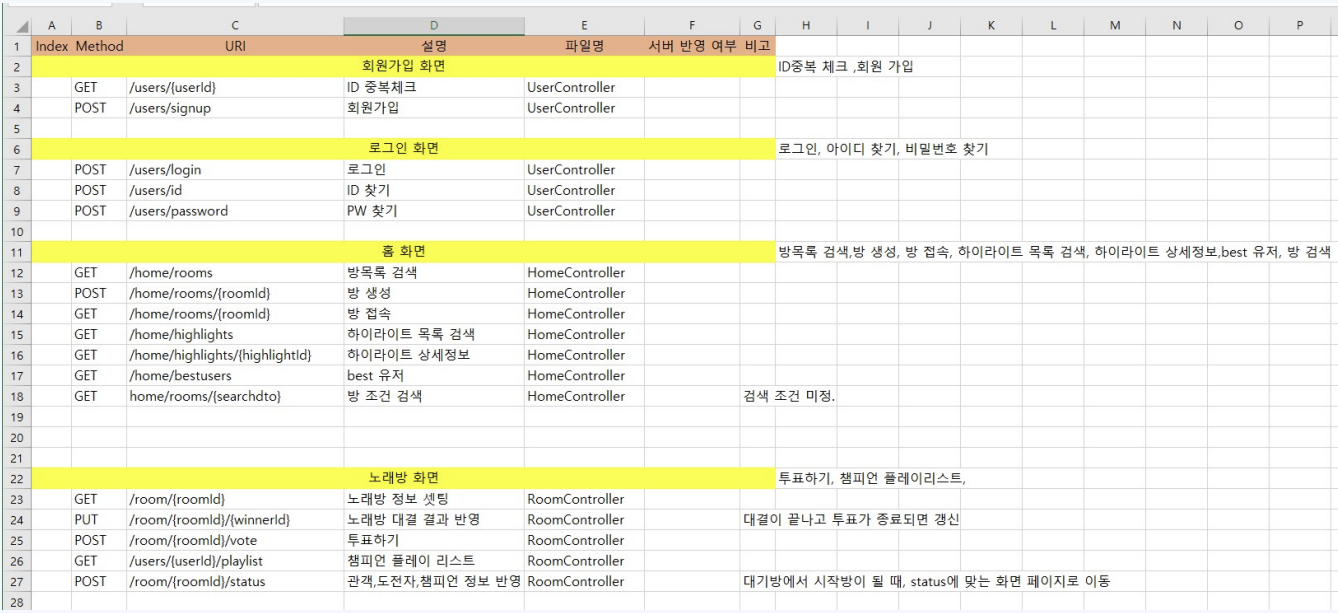 A B C D E F G H I J K L M N O P
1 Index Method URI 설명 파일명 서버 반영 여부 비고
2 회원가입 화면 ID중복 체크 ,회원 가입
3 GET /users/{userId} ID 중복체크 UserController
4 POST /users/signup 회원가입 UserController
5
6 로그인 화면 로그인, 아이디 찾기, 비밀번호 찾기
7 POST /users/login 로그인 UserController
8 POST /users/id ID 찾기 UserController
9 POST /users/password PW 찾기 UserController
10
11 홈 화면 방목록 검색,방 생성, 방 접속, 하이라이트 목록 검색, 하이라이트 상세정보,best 유저, 방 검색
12 GET /home/rooms 방목록 검색 HomeController
13 POST /home/rooms/{roomId} 방 생성 HomeController
14 GET /home/rooms/{roomId} 방 접속 HomeController
15 GET /home/highlights 하이라이트 목록 검색 HomeController
16 GET /home/highlights/{highlightId} 하이라이트 상세정보 HomeController
17 GET /home/bestusers best 유저 HomeController
18 GET home/rooms/{searchdto} 방 조건 검색 HomeController 검색 조건 미정.
19
20
21
22 노래방 화면 투표하기, 챔피언 플레이리스트,
23 GET /room/{roomId} 노래방 정보 셋팅 RoomController
24 PUT /room/{roomId}/{winnerId} 노래방 대결 결과 반영 RoomController 대결이 끝나고 투표가 종료되면 갱신
25 POST /room/{roomId}/vote 투표하기 RoomController
26 GET /users/{userId}/playlist 챔피언 플레이 리스트 RoomController
27 POST /room/{roomId}/status 관객,도전자,챔피언 정보 반영 RoomController 대기방에서 시작방이 될 때, status에 맞는 화면 페이지로 이동
28